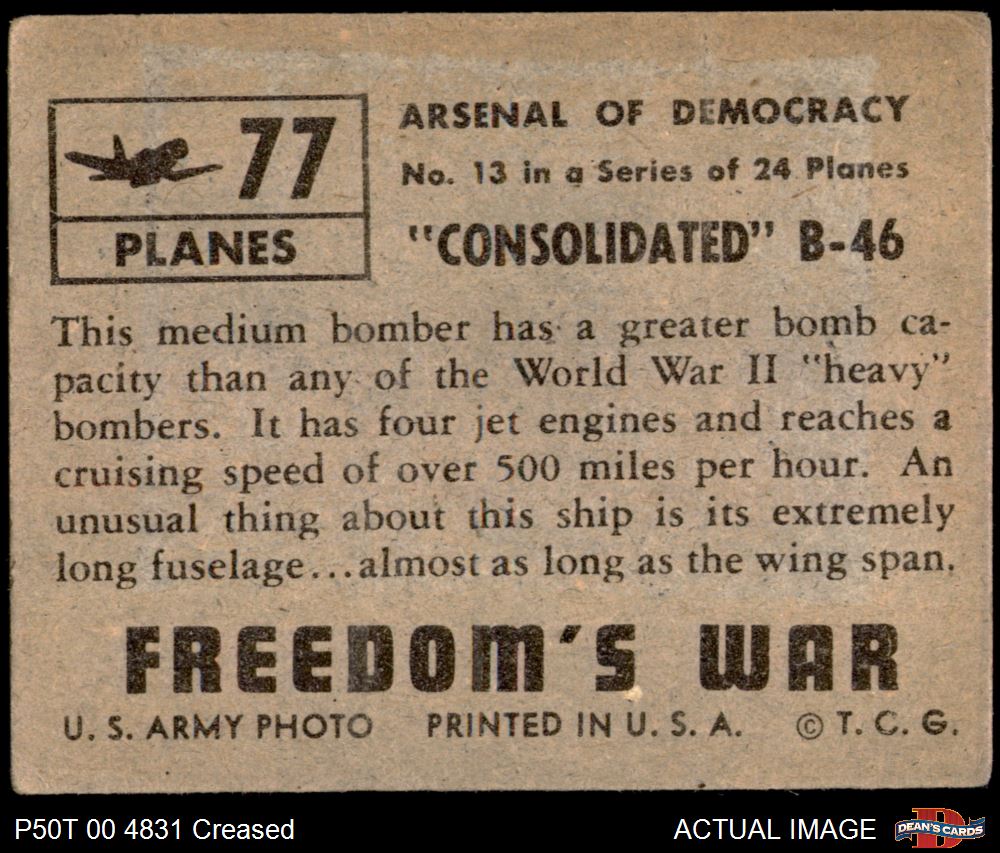 77
PLANES
ARSENAL OF DEMOCRACY
No. 13 in a Series of 24 Planes
"CONSOLIDATED" B-46
This medium bomber has a greater bomb ca-
pacity than any of the World War II "heavy"
bombers. It has four jet engines and reaches a
cruising speed of over 500 miles per hour. An
unusual thing about this ship is its extremely
long fuselage...almost as long as the wing span.
FREEDOM'S WAR
U. S. ARMY PHOTO PRINTED IN U. S. A. © T. C. G.
P50T 00 4831 Creased
ACTUAL IMAGE
D
DEAN'S CARDS